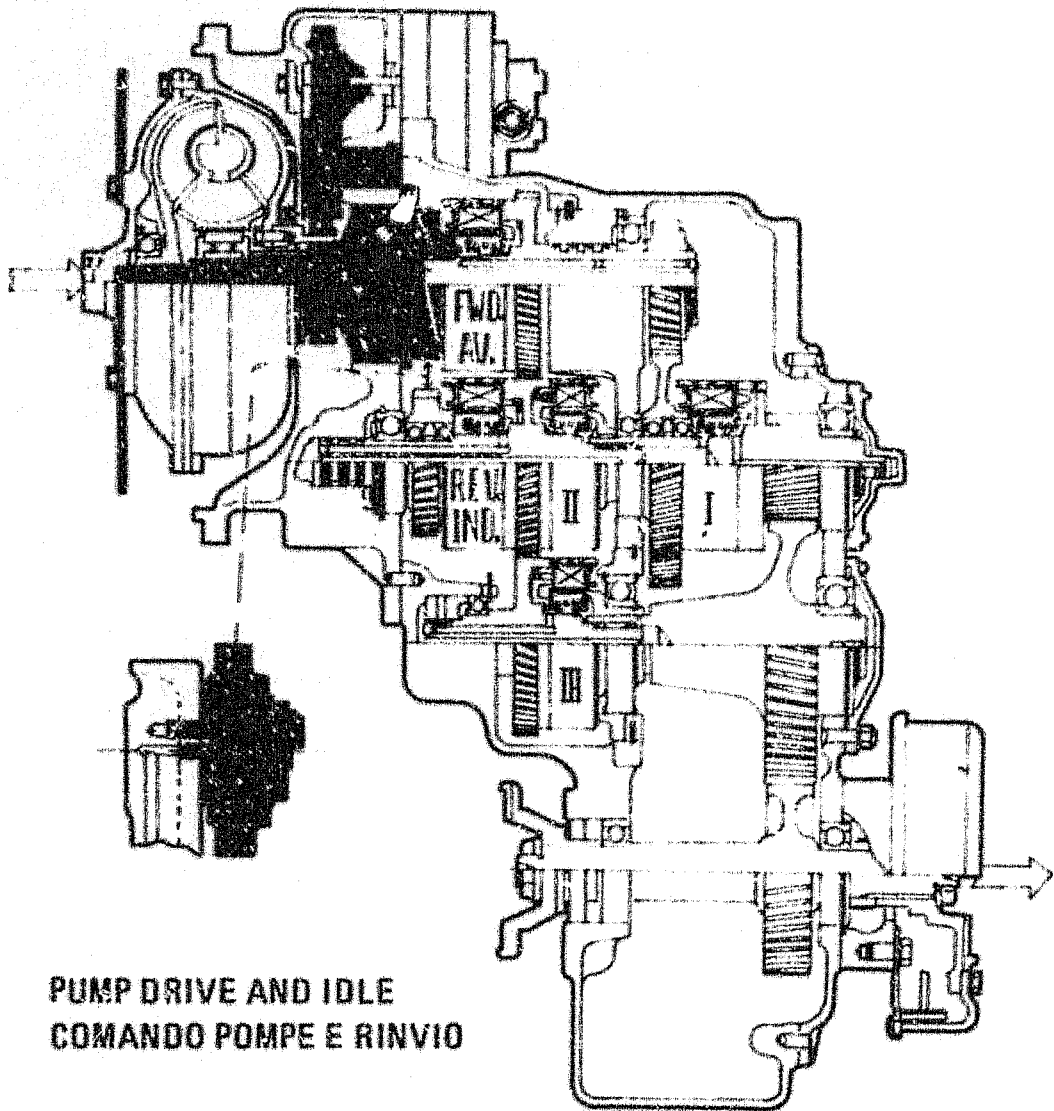 FWD.
AV.
REV.
IND.
II
I
III
PUMP DRIVE AND IDLE
COMANDO POMPE E RINVIO